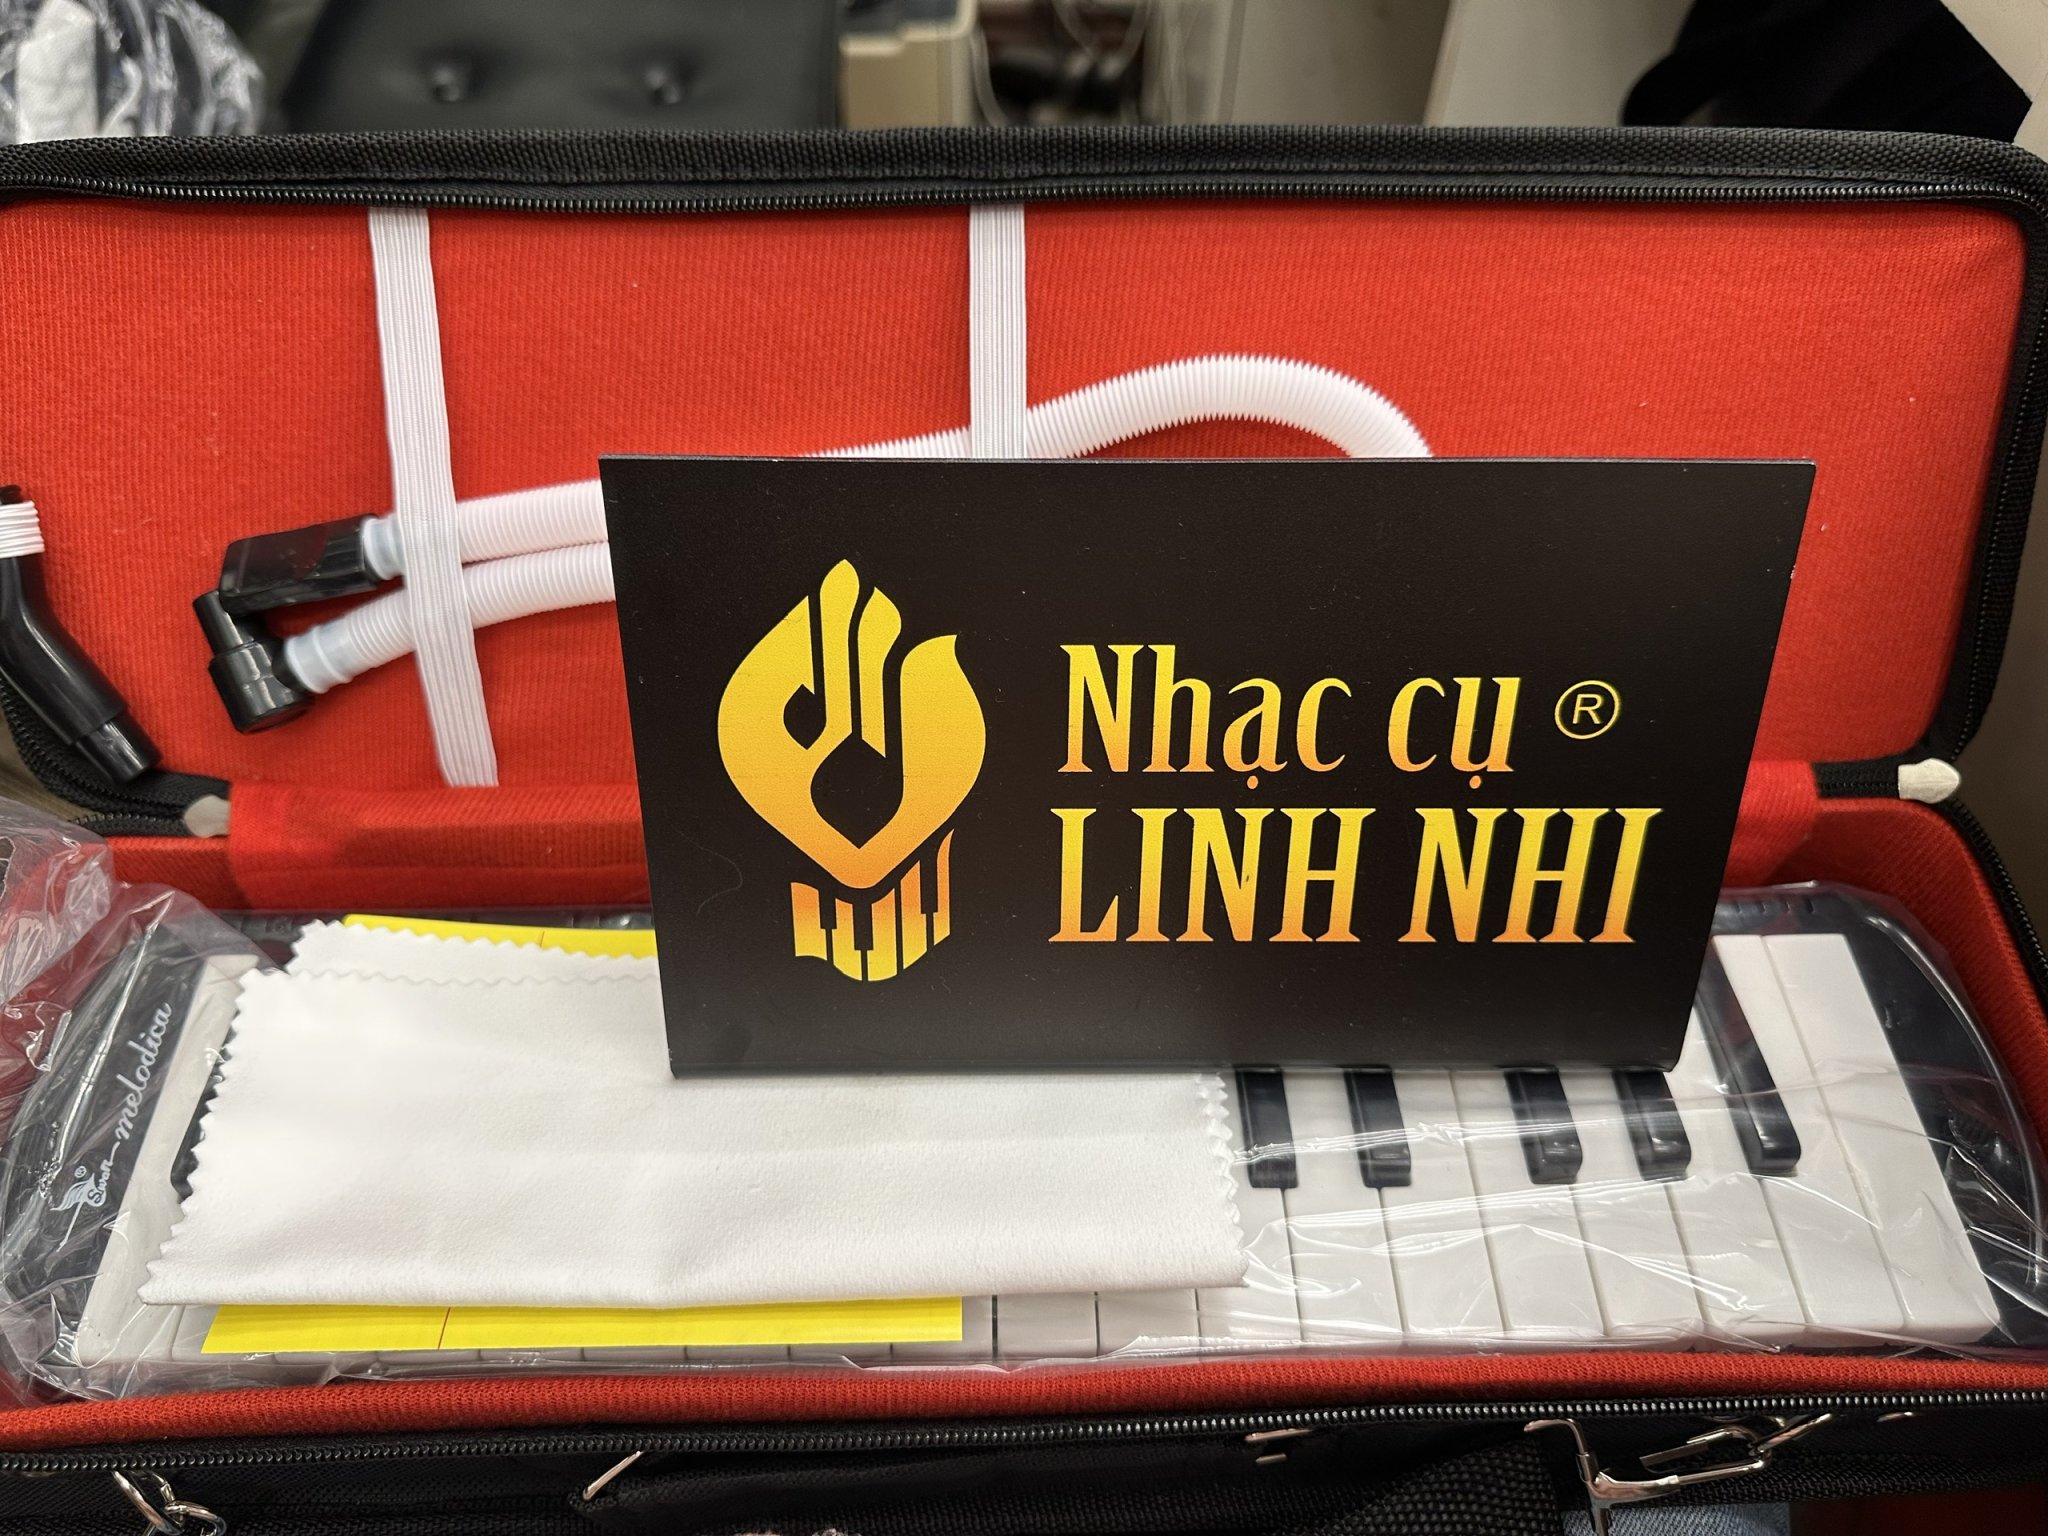 Nhạc cụ ®
LINH NHI
Swan® melodica